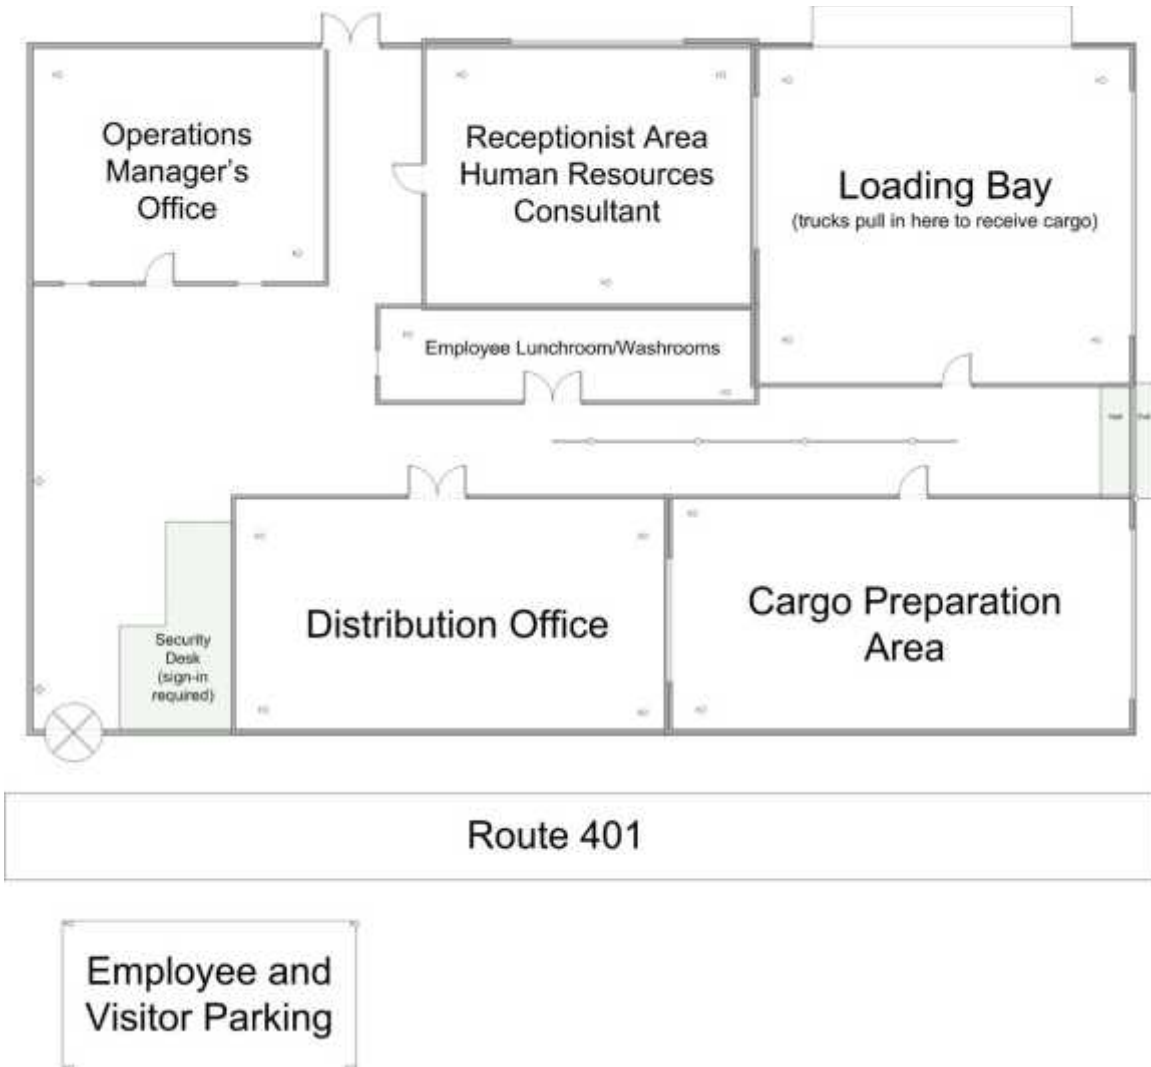 Operations
Manager's
Office
Receptionist Area
Human Resources
Consultant
Loading Bay
(trucks pull in here to receive cargo)
Employee Lunchroom/Washrooms
Security
Desk
(sign-in
required)
Distribution Office
Cargo Preparation
Area
Route 401
Employee and
Visitor Parking